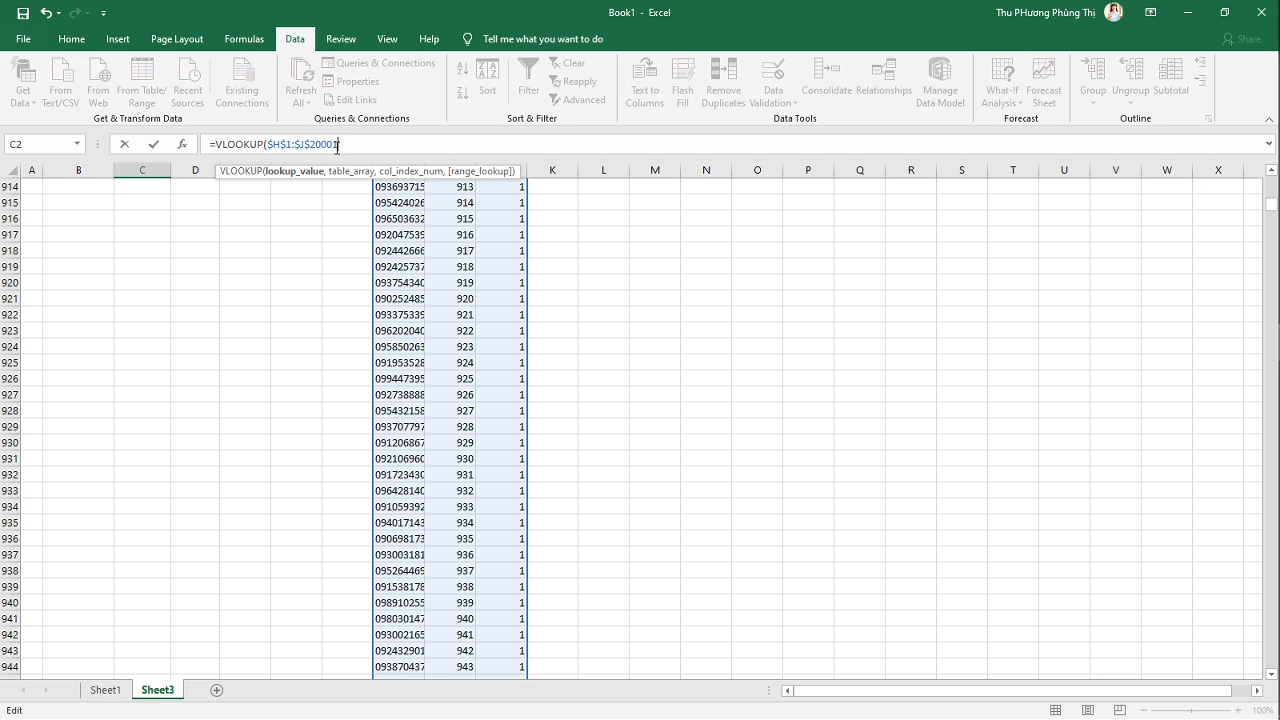 Book1 - Excel
Thu Phương Phùng Thị
File Home Insert Page Layout Formulas Data Review View Help Tell me what you want to do Share
Get Data From Text/CSV From Web From Table/ Range Recent Sources Existing Connections
Get & Transform Data
Refresh All Queries & Connections Properties Edit Links
Queries & Connections
Sort Filter Clear Reapply Advanced
Sort & Filter
Text to Columns Flash Fill Remove Duplicates Data Validation Consolidate Relationships Manage Data Model
Data Tools
What-If Analysis Forecast Sheet
Forecast
Group Ungroup Subtotal
Outline
C2 =VLOOKUP($H$1:$J$20001
VLOOKUP(lookup_value, table_array, col_index_num, [range_lookup])
A B C D K L M N O P Q R S T U V W X
914 093693715 913 1
915 095424026 914 1
916 096503632 915 1
917 092047539 916 1
918 092442666 917 1
919 092425737 918 1
920 093754340 919 1
921 090252485 920 1
922 093375339 921 1
923 096202040 922 1
924 095850263 923 1
925 091953528 924 1
926 099447395 925 1
927 092738888 926 1
928 095432158 927 1
929 093707797 928 1
930 091206867 929 1
931 092106960 930 1
932 091723430 931 1
933 096428140 932 1
934 091059392 933 1
935 094017143 934 1
936 090698173 935 1
937 093003181 936 1
938 095264469 937 1
939 091538178 938 1
940 098910255 939 1
941 098030147 940 1
942 093002165 941 1
943 092432901 942 1
944 093870437 943 1
Sheet1 Sheet3
Edit 100%